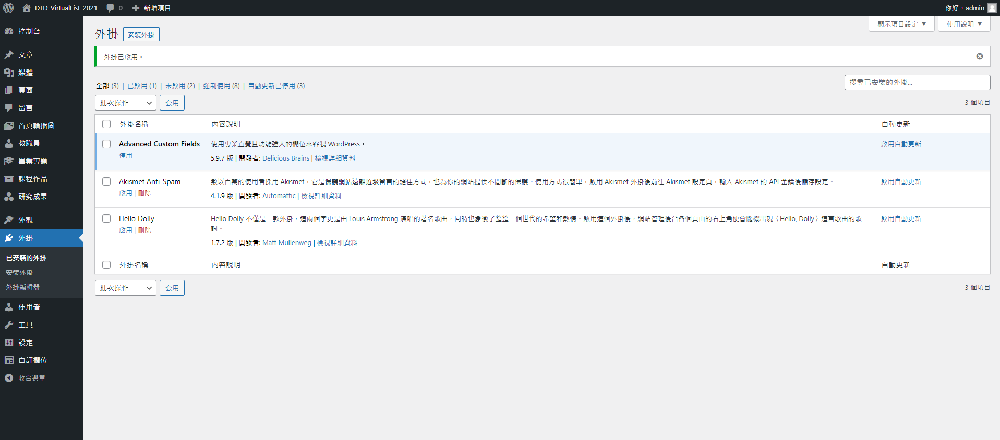 DTD_VirtualList_2021 0 新增項目 你好，admin
控制台
文章
媒體
頁面
留言
首頁輪播圖
教職員
畢業專題
課程作品
研究成果
外觀
外掛
已安裝的外掛
安裝外掛
外掛編輯器
使用者
工具
設定
自訂欄位
收合選單
顯示項目設定 使用說明
外掛 安裝外掛
外掛已啟用。
全部 (3) | 已啟用 (1) | 未啟用 (2) | 強制使用 (8) | 自動更新已停用 (3)
搜尋已安裝的外掛...
批次操作 套用 3 個項目
外掛名稱 內容說明 自動更新
Advanced Custom Fields 使用專業直覺且功能強大的欄位來客製 WordPress。 啟用自動更新
停用
5.9.7 版 | 開發者: Delicious Brains | 檢視詳細資料
Akismet Anti-Spam 數以百萬的使用者採用 Akismet，它是保護網站遠離垃圾留言的絕佳方式，也為你的網站提供不間斷的保護。使用方式很簡單，啟用 Akismet 外掛後前往 Akismet 設定頁，輸入 Akismet 的 API 金鑰後儲存設定。 啟用自動更新
啟用 | 刪除
4.1.9 版 | 開發者: Automattic | 檢視詳細資料
Hello Dolly Hello Dolly 不僅是一款外掛，這兩個字更是由 Louis Armstrong 演唱的著名歌曲，同時也象徵了整整一個世代的希望和熱情。啟用這個外掛後，網站管理後台各個頁面的右上角便會隨機出現〈Hello, Dolly〉這首歌曲的歌 啟用自動更新
詞。
啟用 | 刪除
1.7.2 版 | 開發者: Matt Mullenweg | 檢視詳細資料
外掛名稱 內容說明 自動更新
批次操作 套用 3 個項目